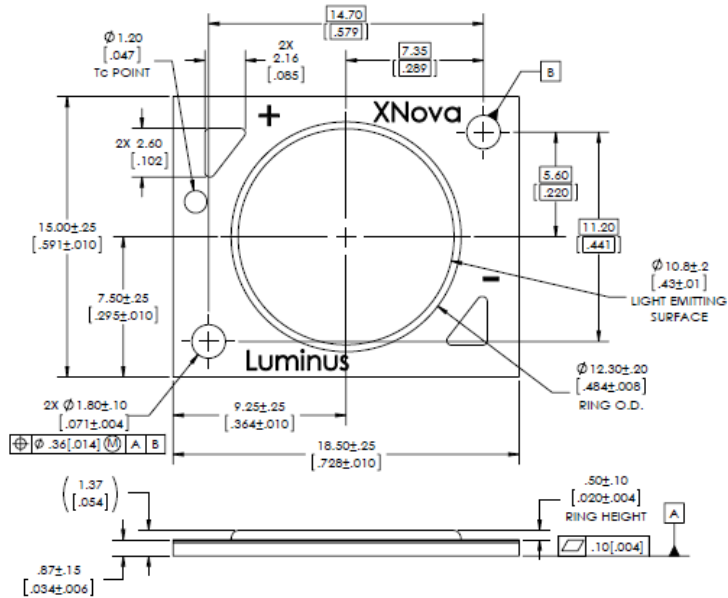 14.70
[.579]
Ø1.20
[.047]
Tc POINT
2X
2.16
[.085]
7.35
[.289]
B
+
XNova
2X 2.60
[.102]
5.60
[.220]
15.00±.25
[.591±.010]
11.20
[.441]
Ø10.8±.2
[.43±.01]
LIGHT EMITTING
SURFACE
-
7.50±.25
[.295±.010]
Luminus
Ø12.30±.20
[.484±.008]
RING O.D.
2X Ø1.80±.10
[.071±.004]
⌖ Ø .36[.014] Ⓜ A B
9.25±.25
[.364±.010]
18.50±.25
[.728±.010]
(1.37
[.054])
.50±.10
[.020±.004]
RING HEIGHT
A
⏥ .10[.004]
.87±.15
[.034±.006]